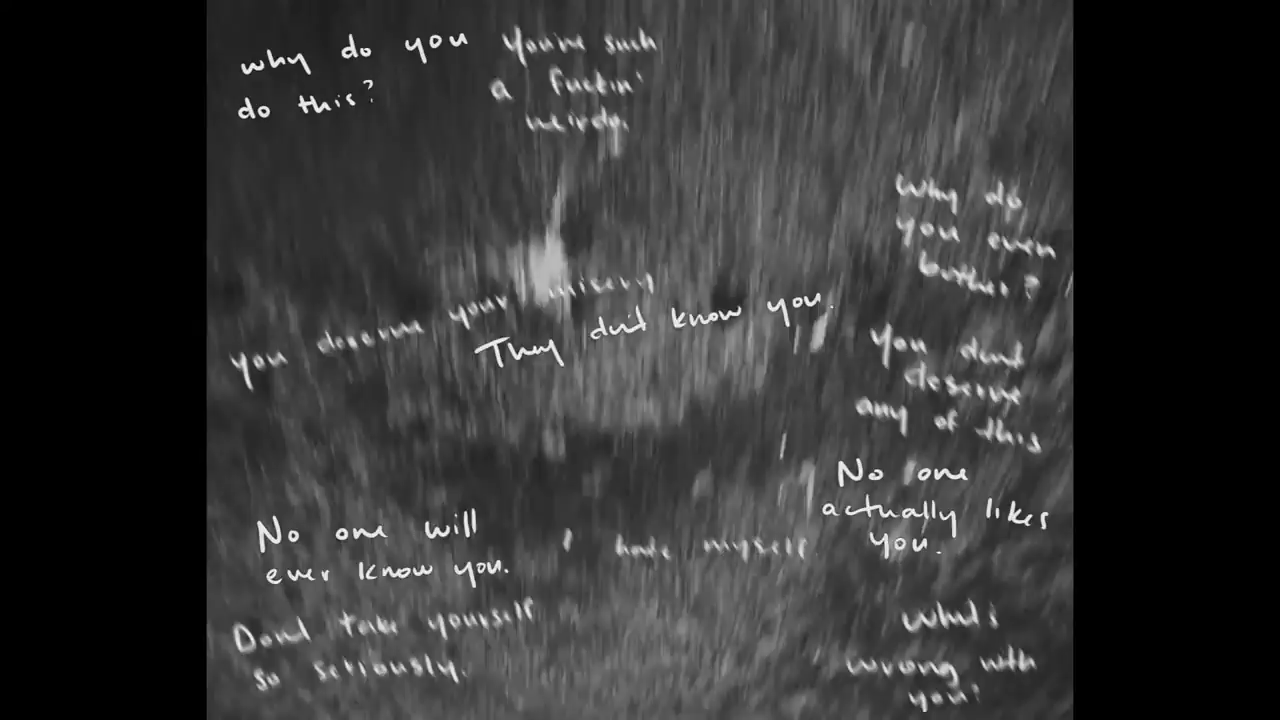 why do you
do this?
You're such
a fuckin'
weirdo.
Why do
you even
bother?
you deserve your misery
They don't know you.
You dont
deserve
any of this
No one
actually likes
you.
No one will
ever know you.
I hate myself
Dont take yourself
so seriously.
What's
wrong with
you?